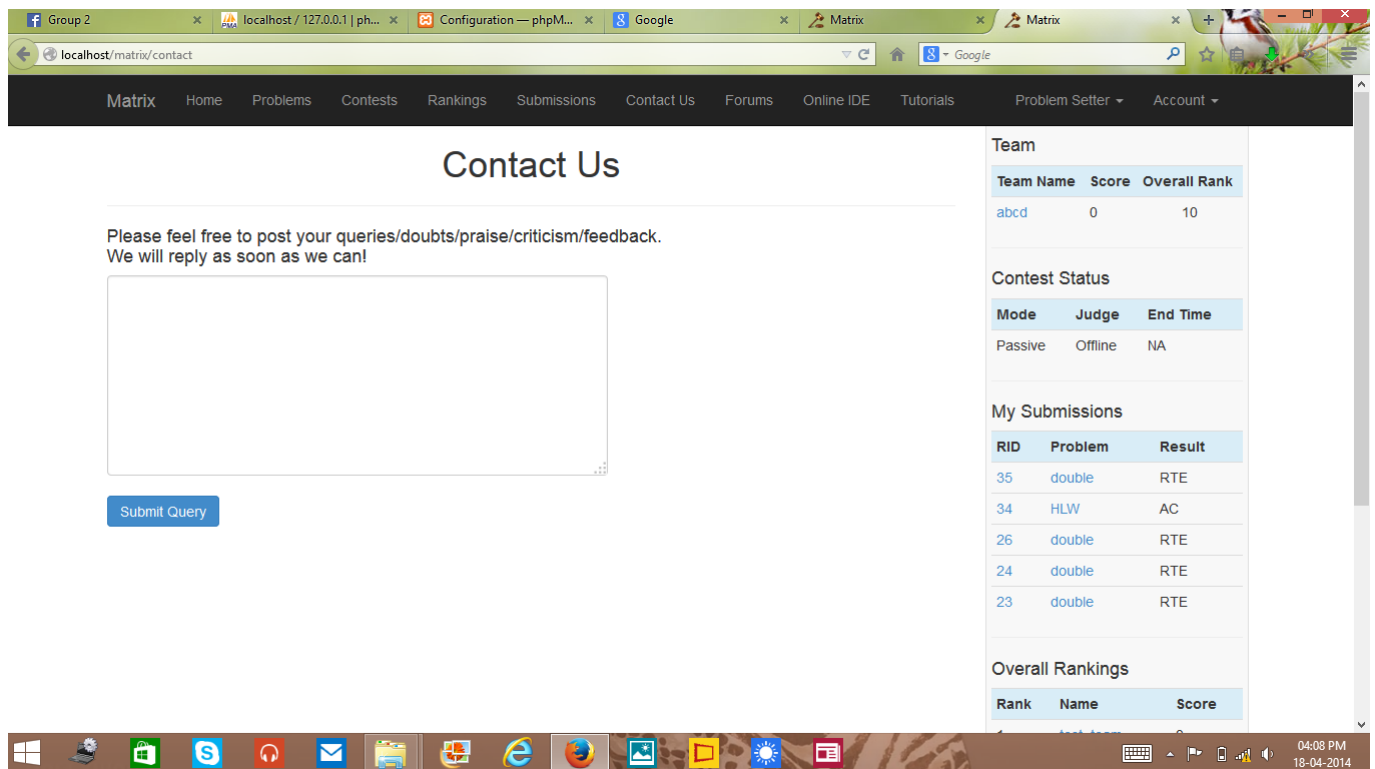 Group 2
localhost / 127.0.0.1 | ph...
Configuration — phpM...
Google
Matrix
Matrix
localhost/matrix/contact
Google
Matrix Home Problems Contests Rankings Submissions Contact Us Forums Online IDE Tutorials Problem Setter Account
Contact Us
Please feel free to post your queries/doubts/praise/criticism/feedback.
We will reply as soon as we can!
Submit Query
Team
Team Name Score Overall Rank
abcd 0 10
Contest Status
Mode Judge End Time
Passive Offline NA
My Submissions
RID Problem Result
35 double RTE
34 HLW AC
26 double RTE
24 double RTE
23 double RTE
Overall Rankings
Rank Name Score
04:08 PM
18-04-2014